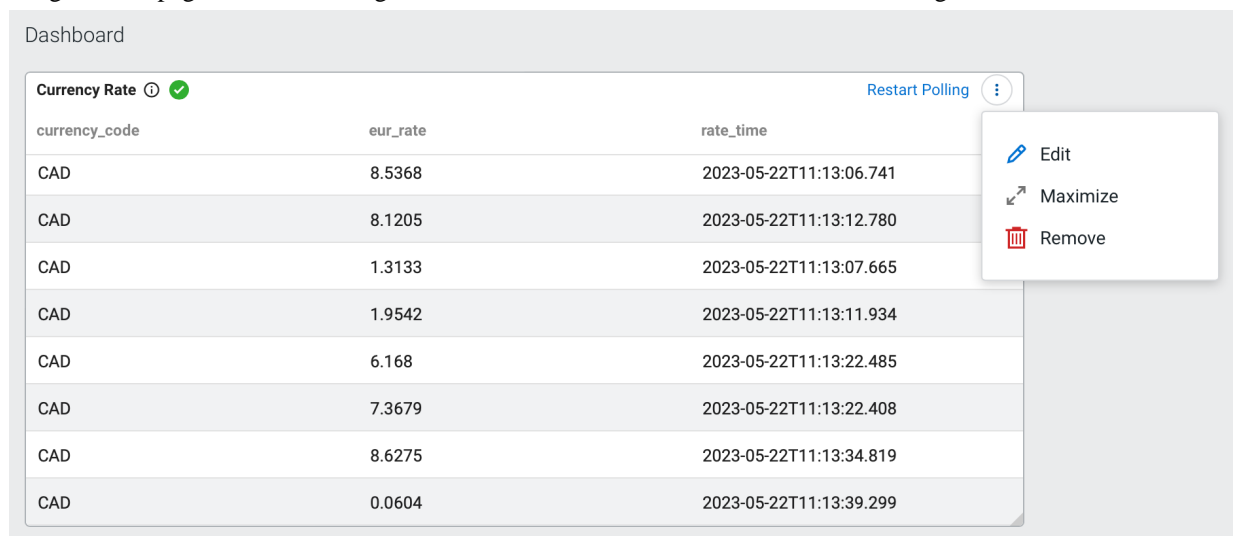 Dashboard
Currency Rate Restart Polling
currency_code eur_rate rate_time
CAD 8.5368 2023-05-22T11:13:06.741
CAD 8.1205 2023-05-22T11:13:12.780
CAD 1.3133 2023-05-22T11:13:07.665
CAD 1.9542 2023-05-22T11:13:11.934
CAD 6.168 2023-05-22T11:13:22.485
CAD 7.3679 2023-05-22T11:13:22.408
CAD 8.6275 2023-05-22T11:13:34.819
CAD 0.0604 2023-05-22T11:13:39.299
Edit
Maximize
Remove